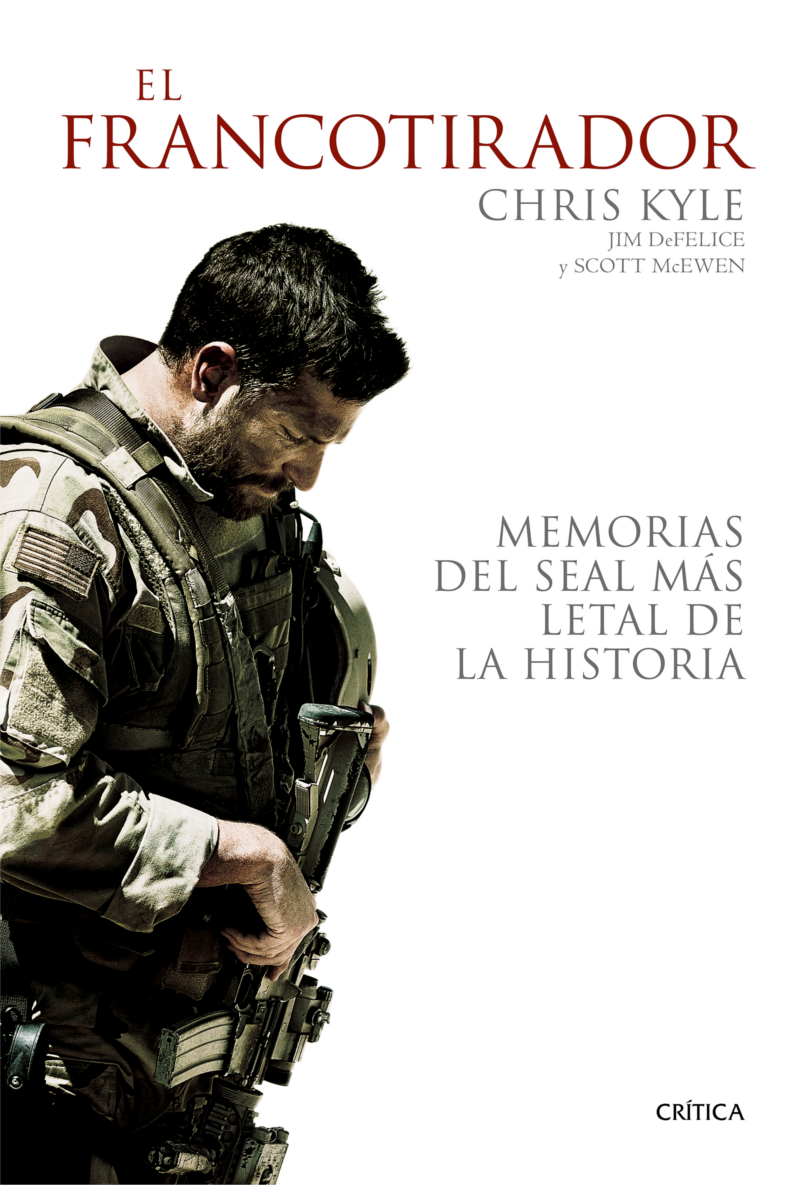 EL
FRANCOTIRADOR
CHRIS KYLE
JIM DeFELICE
y SCOTT McEWEN
MEMORIAS
DEL SEAL MÁS
LETAL DE
LA HISTORIA
CRÍTICA